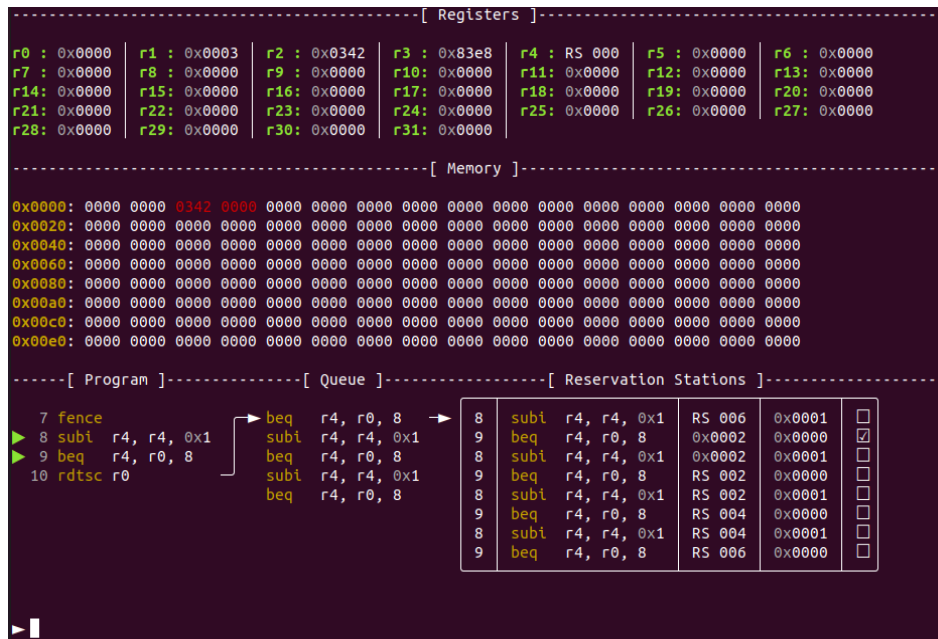 [ Registers ]
r0 : 0x0000 r1 : 0x0003 r2 : 0x0342 r3 : 0x83e8 r4 : RS 000 r5 : 0x0000 r6 : 0x0000
r7 : 0x0000 r8 : 0x0000 r9 : 0x0000 r10: 0x0000 r11: 0x0000 r12: 0x0000 r13: 0x0000
r14: 0x0000 r15: 0x0000 r16: 0x0000 r17: 0x0000 r18: 0x0000 r19: 0x0000 r20: 0x0000
r21: 0x0000 r22: 0x0000 r23: 0x0000 r24: 0x0000 r25: 0x0000 r26: 0x0000 r27: 0x0000
r28: 0x0000 r29: 0x0000 r30: 0x0000 r31: 0x0000
[ Memory ]
0x0000: 0000 0000 0342 0000 0000 0000 0000 0000 0000 0000 0000 0000 0000 0000 0000 0000
0x0020: 0000 0000 0000 0000 0000 0000 0000 0000 0000 0000 0000 0000 0000 0000 0000 0000
0x0040: 0000 0000 0000 0000 0000 0000 0000 0000 0000 0000 0000 0000 0000 0000 0000 0000
0x0060: 0000 0000 0000 0000 0000 0000 0000 0000 0000 0000 0000 0000 0000 0000 0000 0000
0x0080: 0000 0000 0000 0000 0000 0000 0000 0000 0000 0000 0000 0000 0000 0000 0000 0000
0x00a0: 0000 0000 0000 0000 0000 0000 0000 0000 0000 0000 0000 0000 0000 0000 0000 0000
0x00c0: 0000 0000 0000 0000 0000 0000 0000 0000 0000 0000 0000 0000 0000 0000 0000 0000
0x00e0: 0000 0000 0000 0000 0000 0000 0000 0000 0000 0000 0000 0000 0000 0000 0000 0000
[ Program ] [ Queue ] [ Reservation Stations ]
7 fence beq r4, r0, 8 8 subi r4, r4, 0x1 RS 006 0x0001 ☐
8 subi r4, r4, 0x1 subi r4, r4, 0x1 9 beq r4, r0, 8 0x0002 0x0000 ☑
9 beq r4, r0, 8 beq r4, r0, 8 8 subi r4, r4, 0x1 0x0002 0x0001 ☐
10 rdtsc r0 subi r4, r4, 0x1 9 beq r4, r0, 8 RS 002 0x0000 ☐
beq r4, r0, 8 8 subi r4, r4, 0x1 RS 002 0x0001 ☐
9 beq r4, r0, 8 RS 004 0x0000 ☐
8 subi r4, r4, 0x1 RS 004 0x0001 ☐
9 beq r4, r0, 8 RS 006 0x0000 ☐